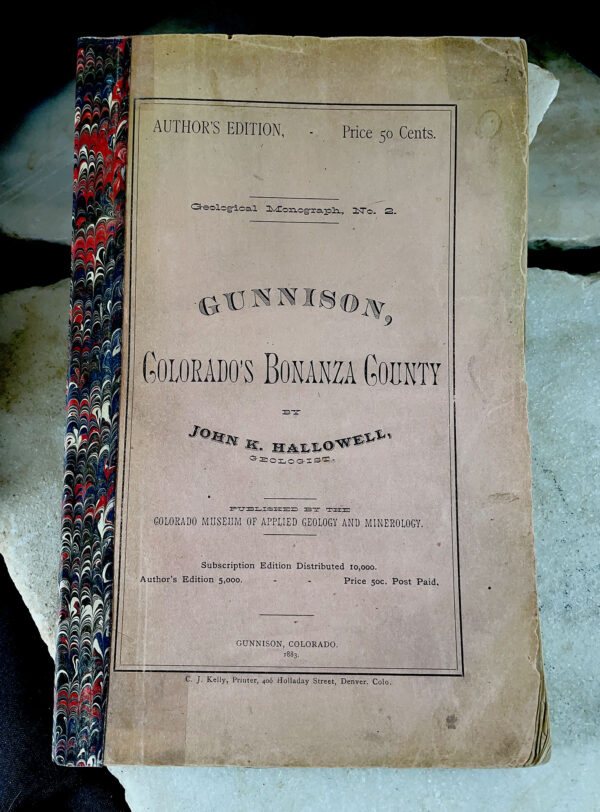 AUTHOR'S EDITION, - Price 50 Cents.
Geological Monograph, No. 2.
GUNNISON,
COLORADO'S BONANZA COUNTY
BY
JOHN K. HALLOWELL,
GEOLOGIST.
PUBLISHED BY THE
COLORADO MUSEUM OF APPLIED GEOLOGY AND MINEROLOGY.
Subscription Edition Distributed 10,000.
Author's Edition 5,000. - - Price 50c. Post Paid.
GUNNISON, COLORADO.
1883.
C. J. Kelly, Printer, 406 Holladay Street, Denver. Colo.